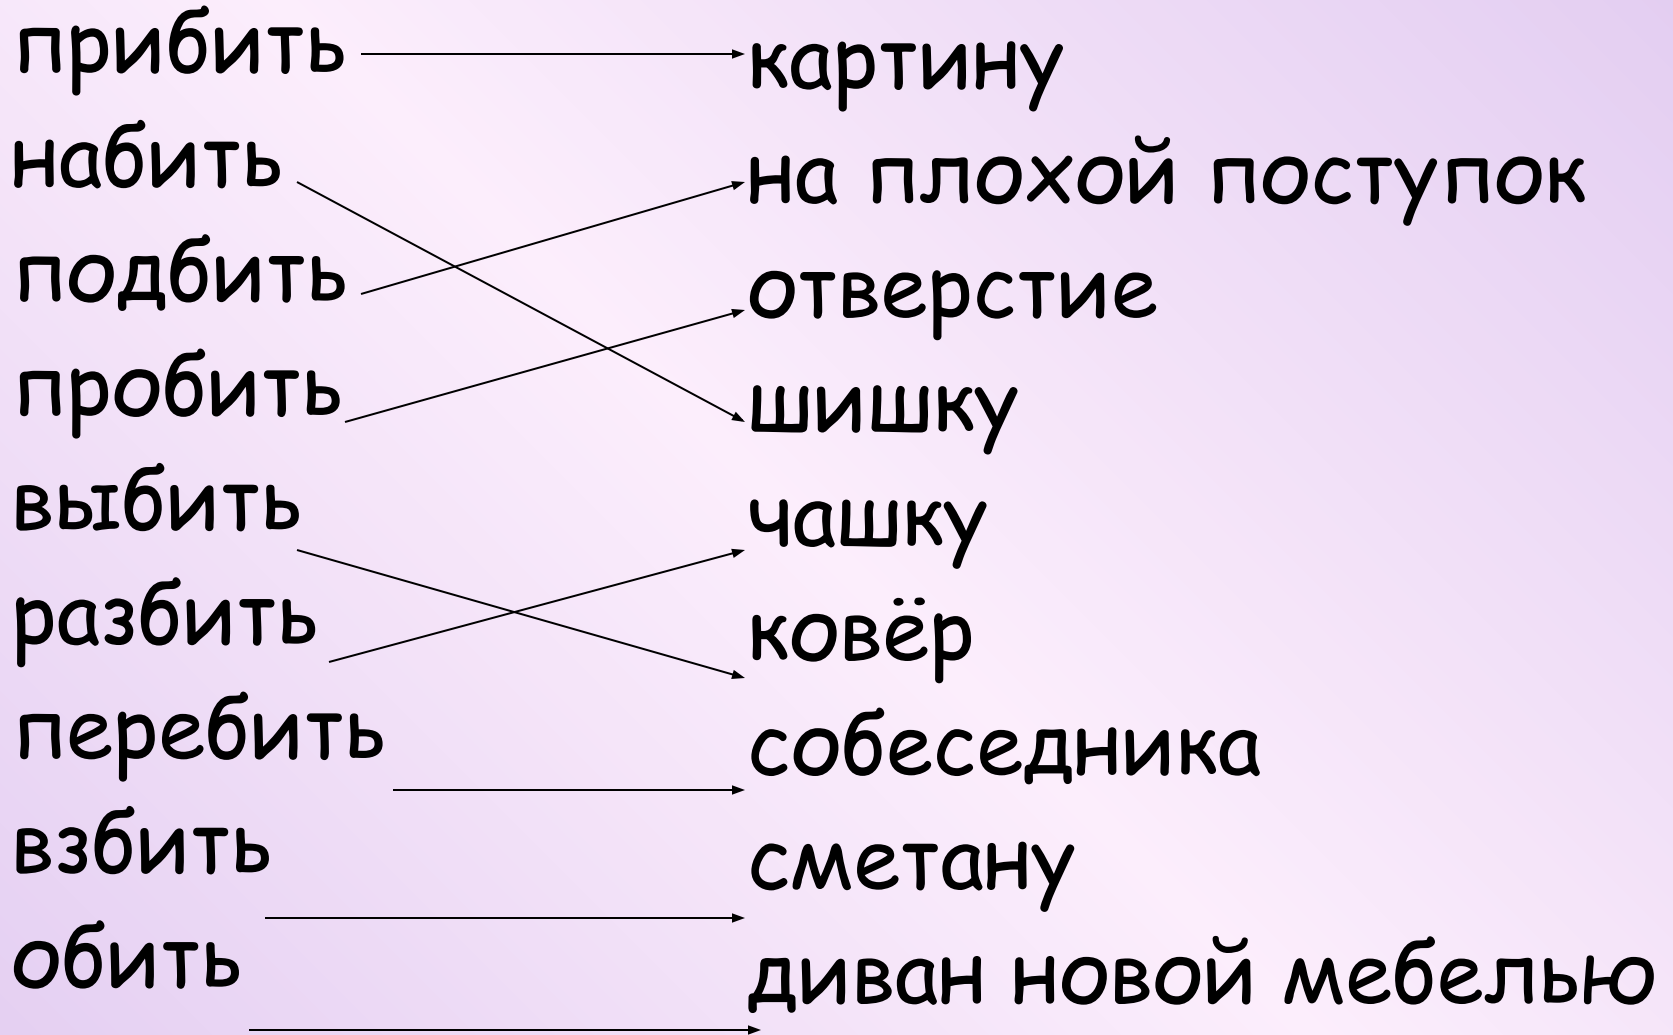 прибить
набить
подбить
пробить
выбить
разбить
перебить
взбить
обить
картину
на плохой поступок
отверстие
шишку
чашку
ковёр
собеседника
сметану
диван новой мебелью